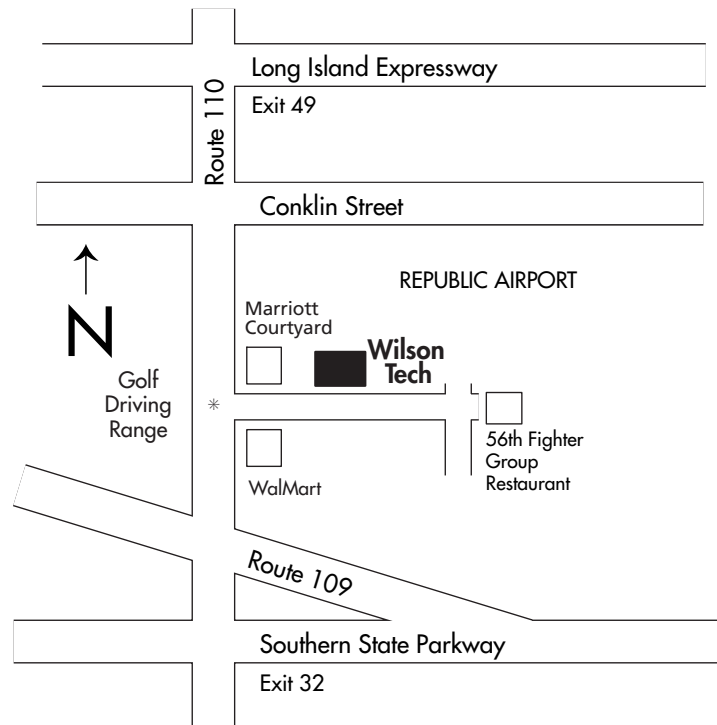 Long Island Expressway
Exit 49
Route 110
Conklin Street
REPUBLIC AIRPORT
N
Marriott
Courtyard
Wilson
Tech
Golf
Driving
Range
*
56th Fighter
Group
Restaurant
WalMart
Route 109
Southern State Parkway
Exit 32